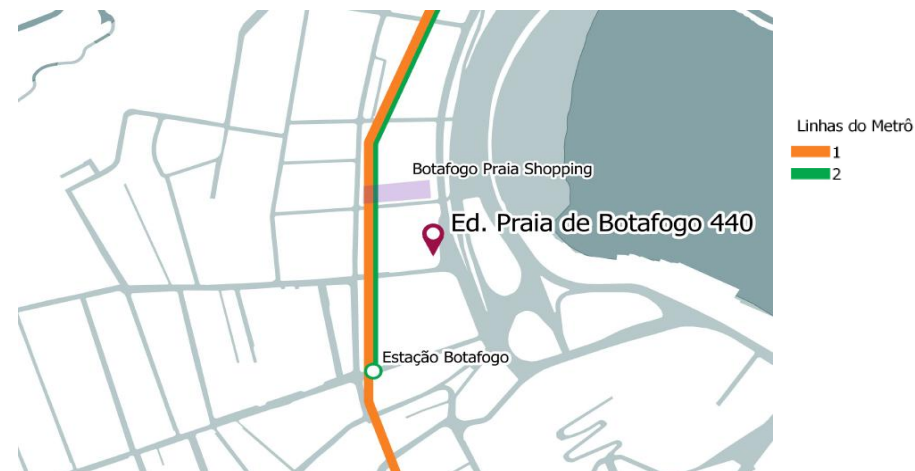 Linhas do Metrô
1
2
Botafogo Praia Shopping
Ed. Praia de Botafogo 440
Estação Botafogo